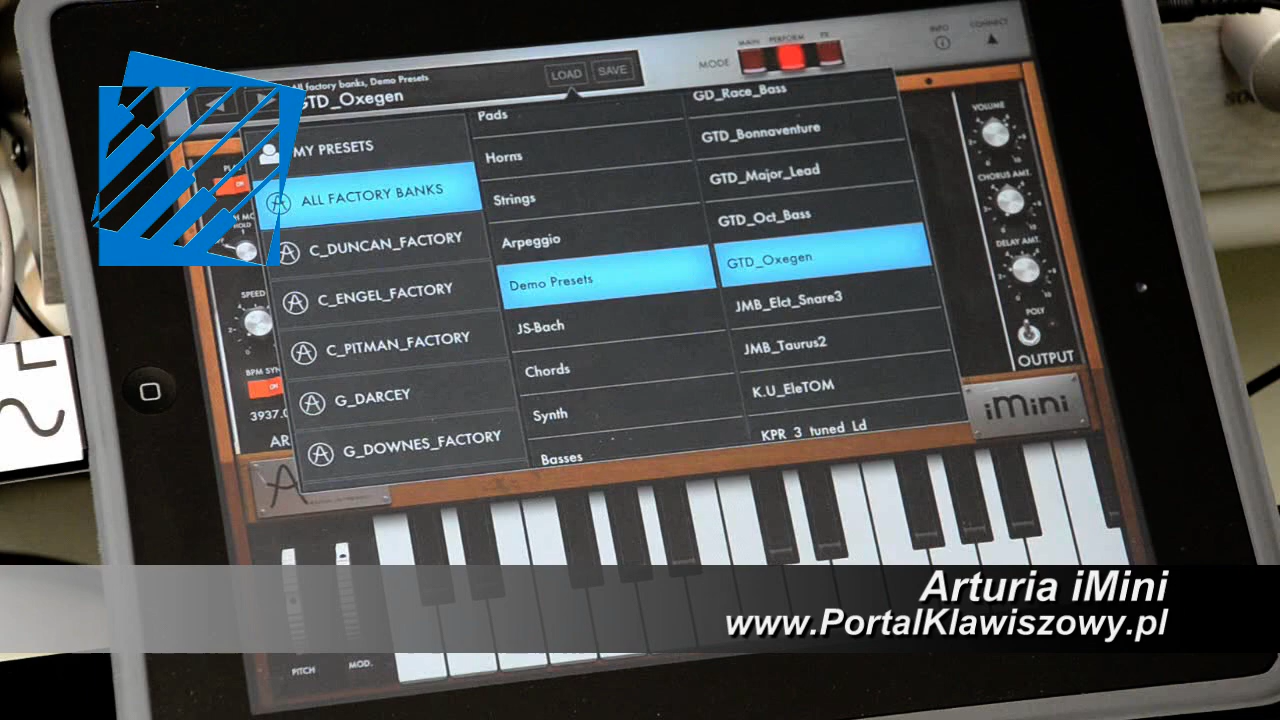 All factory banks, Demo Presets
GTD_Oxegen
LOAD
SAVE
MODE
MAIN
PERFORM
FX
INFO
CONNECT
MY PRESETS
ALL FACTORY BANKS
C_DUNCAN_FACTORY
C_ENGEL_FACTORY
C_PITMAN_FACTORY
G_DARCEY
G_DOWNES_FACTORY
Pads
Horns
Strings
Arpeggio
Demo Presets
JS-Bach
Chords
Synth
Basses
GD_Race_Bass
GTD_Bonnaventure
GTD_Major_Lead
GTD_Oct_Bass
GTD_Oxegen
JMB_Elct_Snare3
JMB_Taurus2
K.U_EleTOM
KPR_3_tuned_Ld
VOLUME
CHORUS AMT.
DELAY AMT.
POLY
OUTPUT
HOLD
SPEED
BPM SYN
ON
3937.0
AR
iMini
PITCH
MOD.
Arturia iMini
www.PortalKlawiszowy.pl